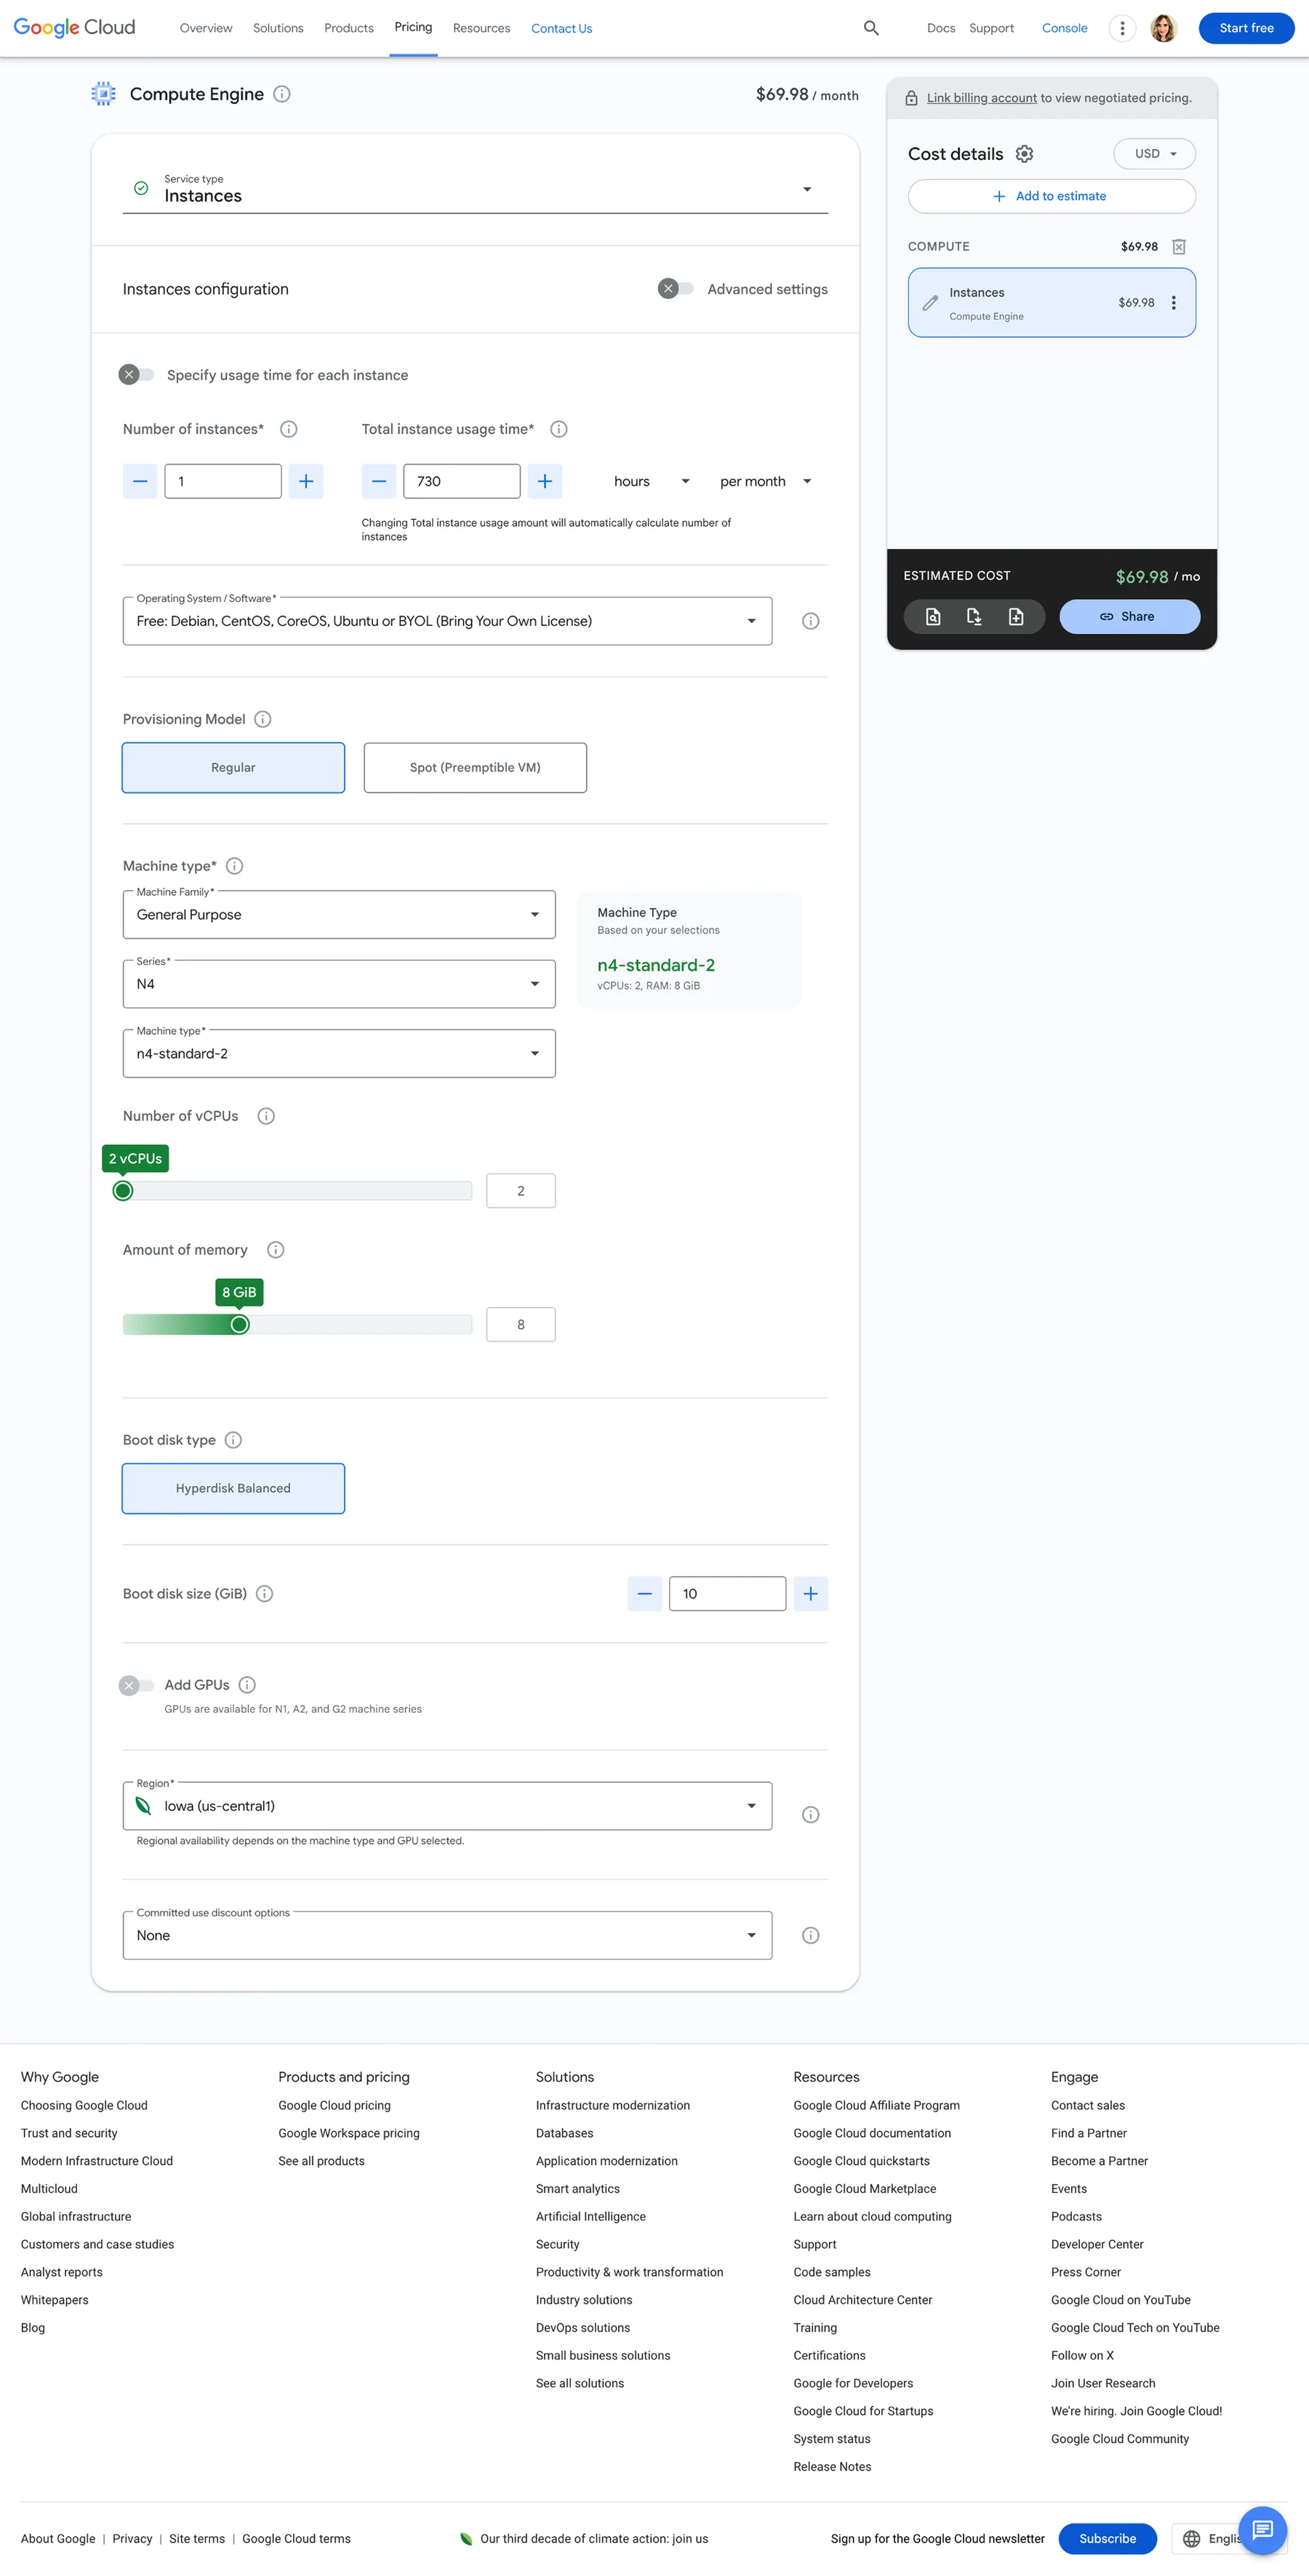 Google Cloud
Overview
Solutions
Products
Pricing
Resources
Contact Us
Docs
Support
Console
Start free
Compute Engine
$69.98 / month
Service type
Instances
Instances configuration
Advanced settings
Specify usage time for each instance
Number of instances*
Total instance usage time*
1
730
hours
per month
Changing Total instance usage amount will automatically calculate number of
instances
Operating System / Software*
Free: Debian, CentOS, CoreOS, Ubuntu or BYOL (Bring Your Own License)
Provisioning Model
Regular
Spot (Preemptible VM)
Machine type*
Machine Family*
General Purpose
Series*
N4
Machine type*
n4-standard-2
Machine Type
Based on your selections
n4-standard-2
vCPUs: 2, RAM: 8 GiB
Number of vCPUs
2 vCPUs
2
Amount of memory
8 GiB
8
Boot disk type
Hyperdisk Balanced
Boot disk size (GiB)
10
Add GPUs
GPUs are available for N1, A2, and G2 machine series
Region*
Iowa (us-central1)
Regional availability depends on the machine type and GPU selected.
Committed use discount options
None
Link billing account to view negotiated pricing.
Cost details
USD
Add to estimate
COMPUTE
$69.98
Instances
Compute Engine
$69.98
ESTIMATED COST
$69.98 / mo
Share
Why Google
Choosing Google Cloud
Trust and security
Modern Infrastructure Cloud
Multicloud
Global infrastructure
Customers and case studies
Analyst reports
Whitepapers
Blog
Products and pricing
Google Cloud pricing
Google Workspace pricing
See all products
Solutions
Infrastructure modernization
Databases
Application modernization
Smart analytics
Artificial Intelligence
Security
Productivity & work transformation
Industry solutions
DevOps solutions
Small business solutions
See all solutions
Resources
Google Cloud Affiliate Program
Google Cloud documentation
Google Cloud quickstarts
Google Cloud Marketplace
Learn about cloud computing
Support
Code samples
Cloud Architecture Center
Training
Certifications
Google for Developers
Google Cloud for Startups
System status
Release Notes
Engage
Contact sales
Find a Partner
Become a Partner
Events
Podcasts
Developer Center
Press Corner
Google Cloud on YouTube
Google Cloud Tech on YouTube
Follow on X
Join User Research
We're hiring. Join Google Cloud!
Google Cloud Community
About Google | Privacy | Site terms | Google Cloud terms
Our third decade of climate action: join us
Sign up for the Google Cloud newsletter
Subscribe